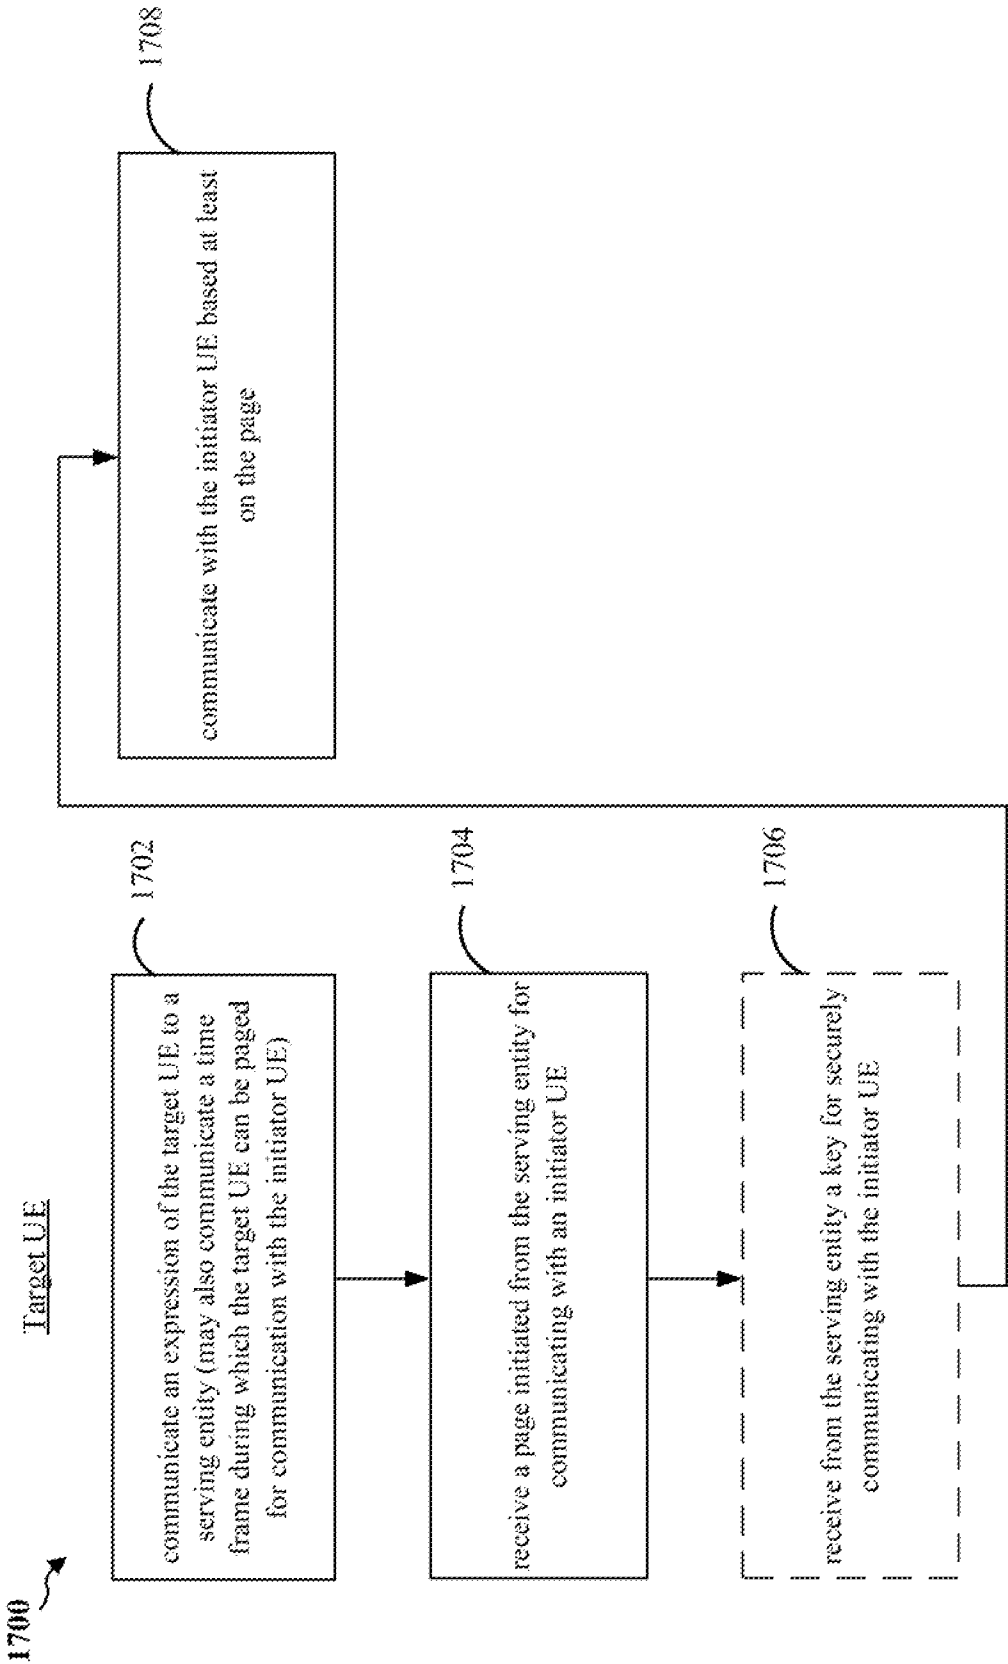 1700
Target UE
1702
communicate an expression of the target UE to a
serving entity (may also communicate a time
frame during which the target UE can be paged
for communication with the initiator UE)
1704
receive a page initiated from the serving entity for
communicating with an initiator UE
1706
receive from the serving entity a key for securely
communicating with the initiator UE
1708
communicate with the initiator UE based at least
on the page